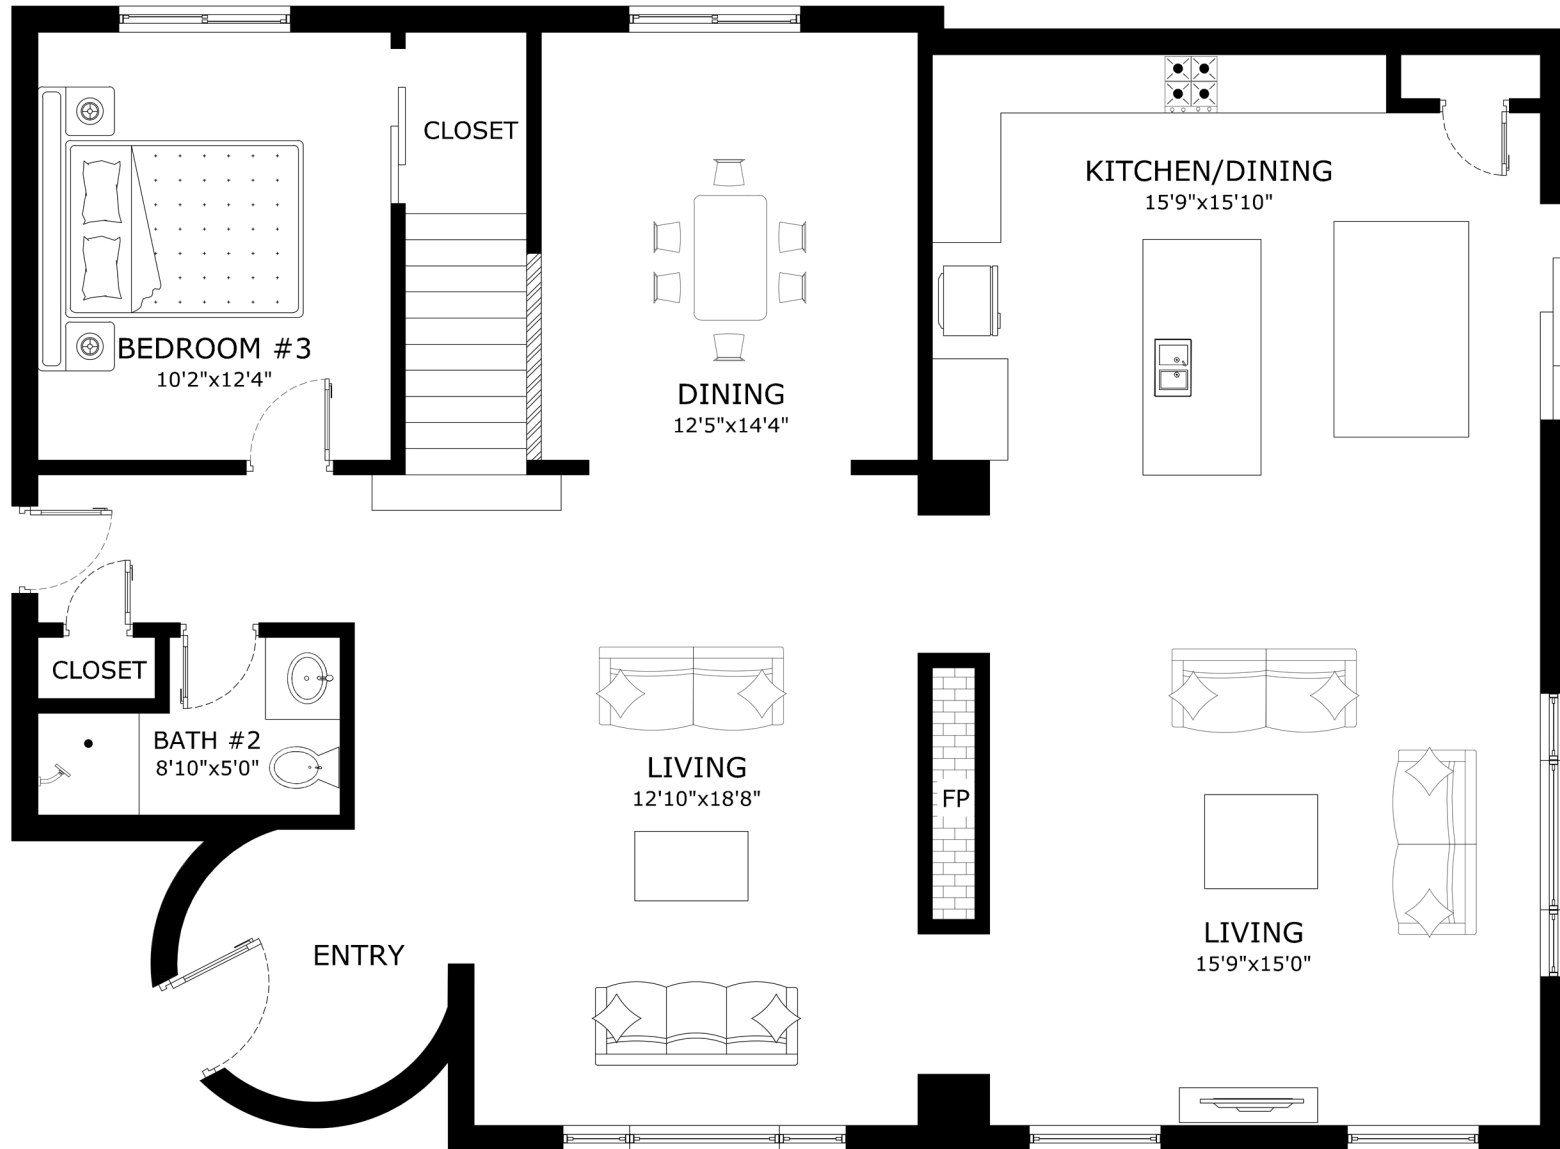 CLOSET
KITCHEN/DINING
15'9"x15'10"
BEDROOM #3
10'2"x12'4"
DINING
12'5"x14'4"
CLOSET
BATH #2
8'10"x5'0"
LIVING
12'10"x18'8"
FP
ENTRY
LIVING
15'9"x15'0"